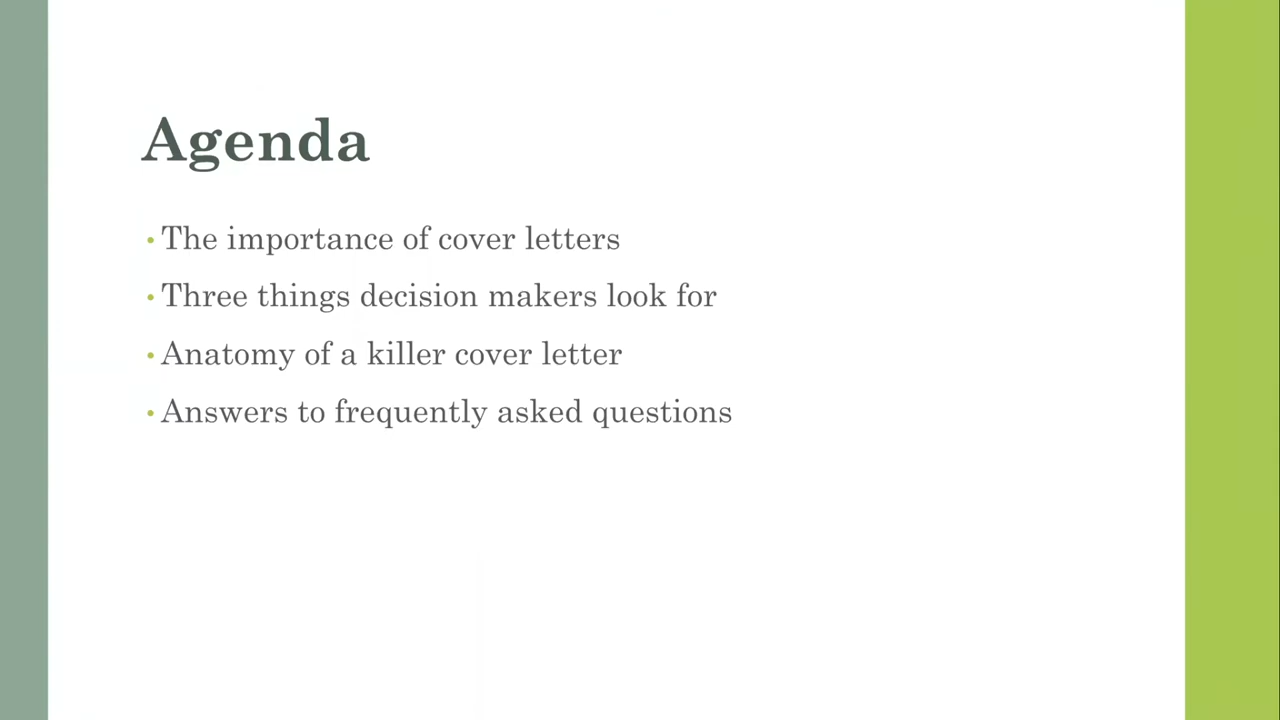 Agenda
• The importance of cover letters
• Three things decision makers look for
• Anatomy of a killer cover letter
• Answers to frequently asked questions